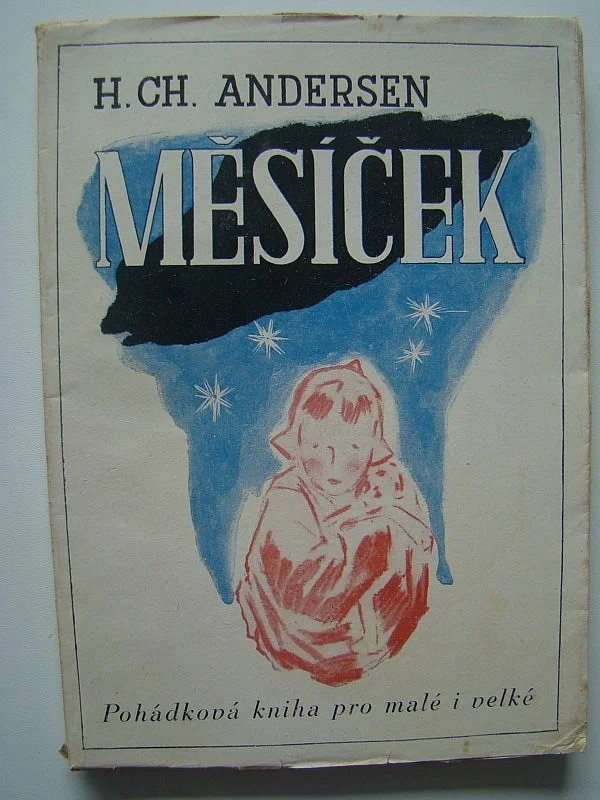 H. CH. ANDERSEN
MĚSÍČEK
Pohádková kniha pro malé i velké